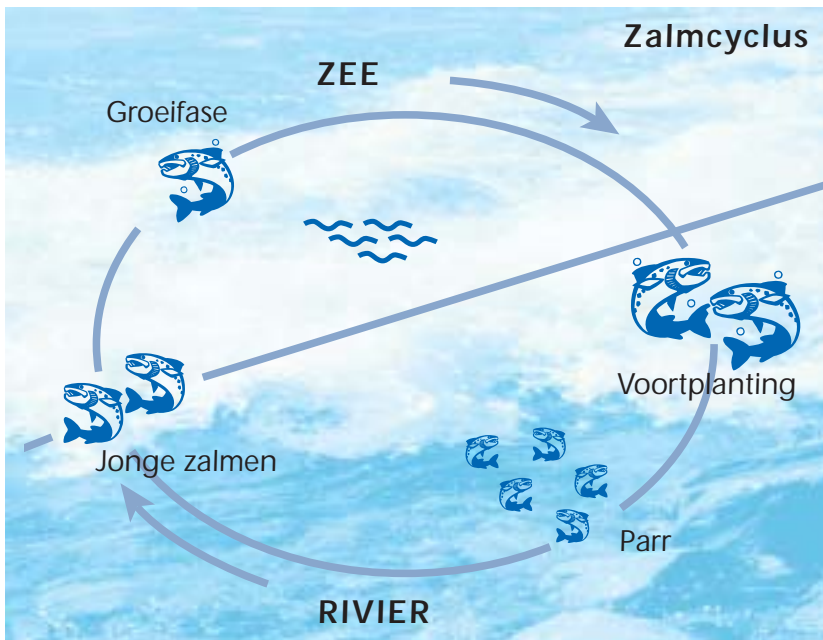 Zalmcyclus
ZEE
Groeifase
Voortplanting
Jonge zalmen
Parr
RIVIER